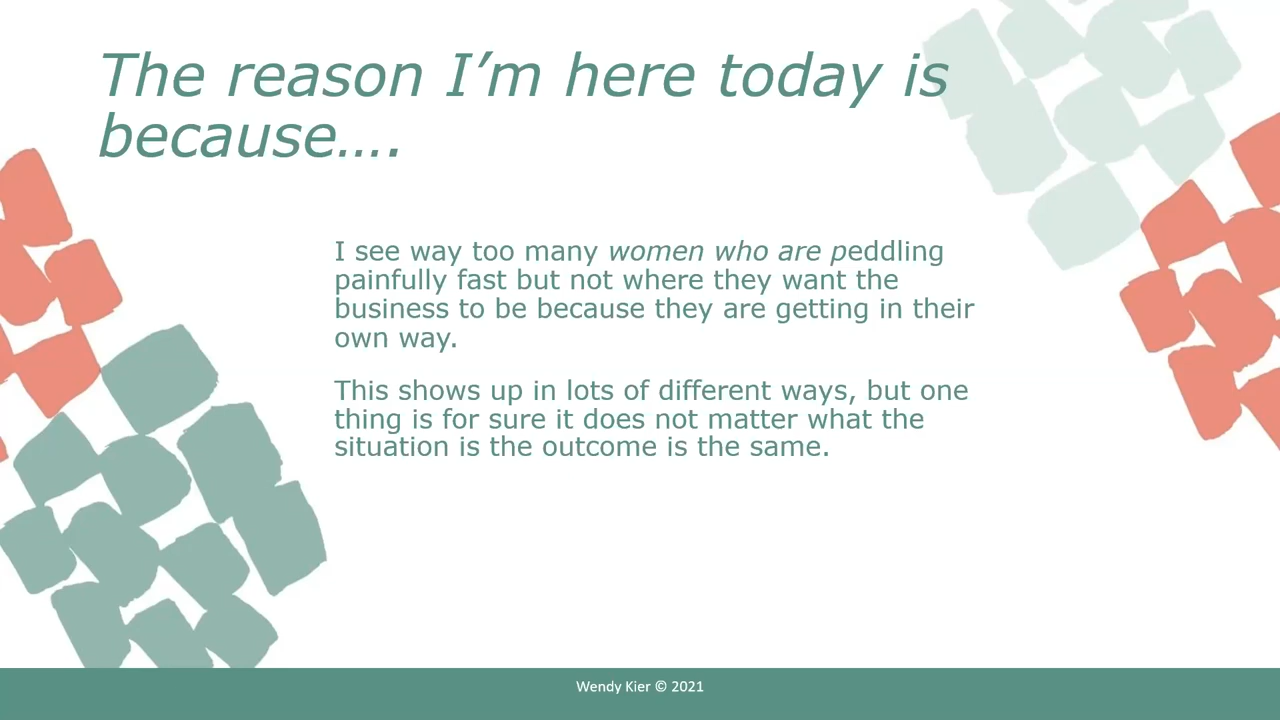 The reason I’m here today is
because....
I see way too many women who are peddling
painfully fast but not where they want the
business to be because they are getting in their
own way.
This shows up in lots of different ways, but one
thing is for sure it does not matter what the
situation is the outcome is the same.
Wendy Kier © 2021